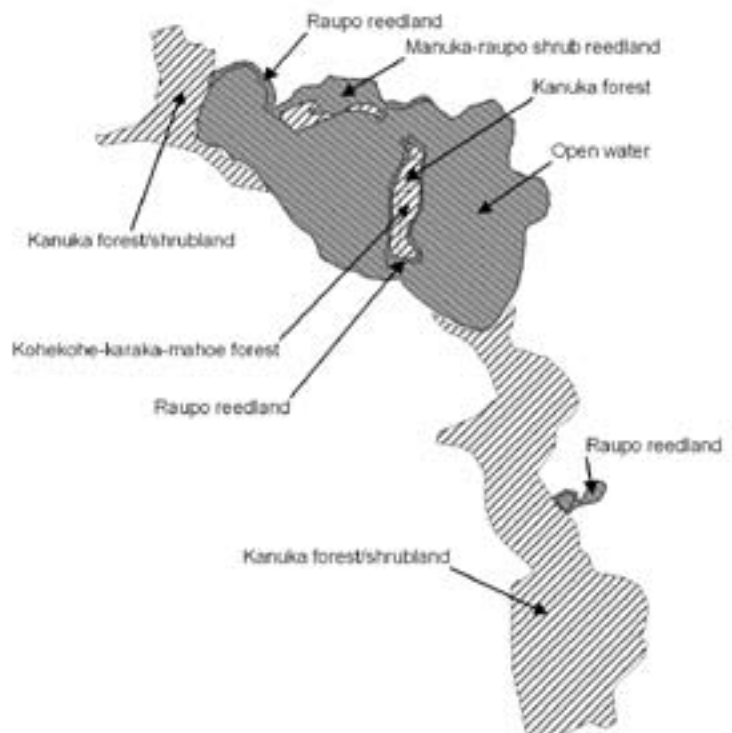 Raupo reedland
Manuka-raupo shrub reedland
Kanuka forest
Open water
Kanuka forest/shrubland
Kohekohe-karaka-mahoe forest
Raupo reedland
Raupo reedland
Kanuka forest/shrubland